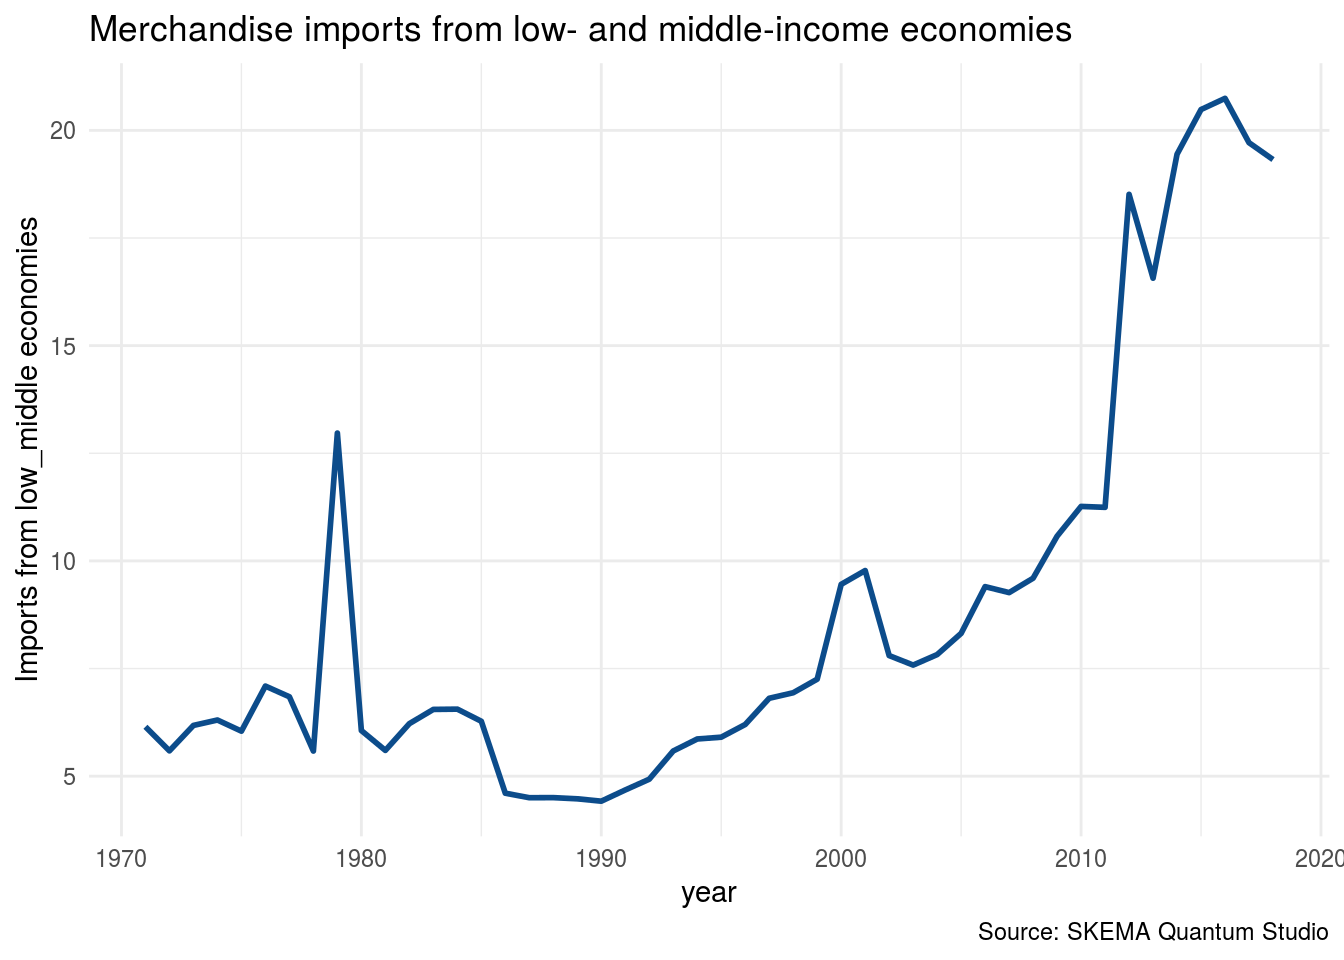 Merchandise imports from low- and middle-income economies
Imports from low_middle economies
20
15
10
5
1970 1980 1990 2000 2010 2020
year
Source: SKEMA Quantum Studio